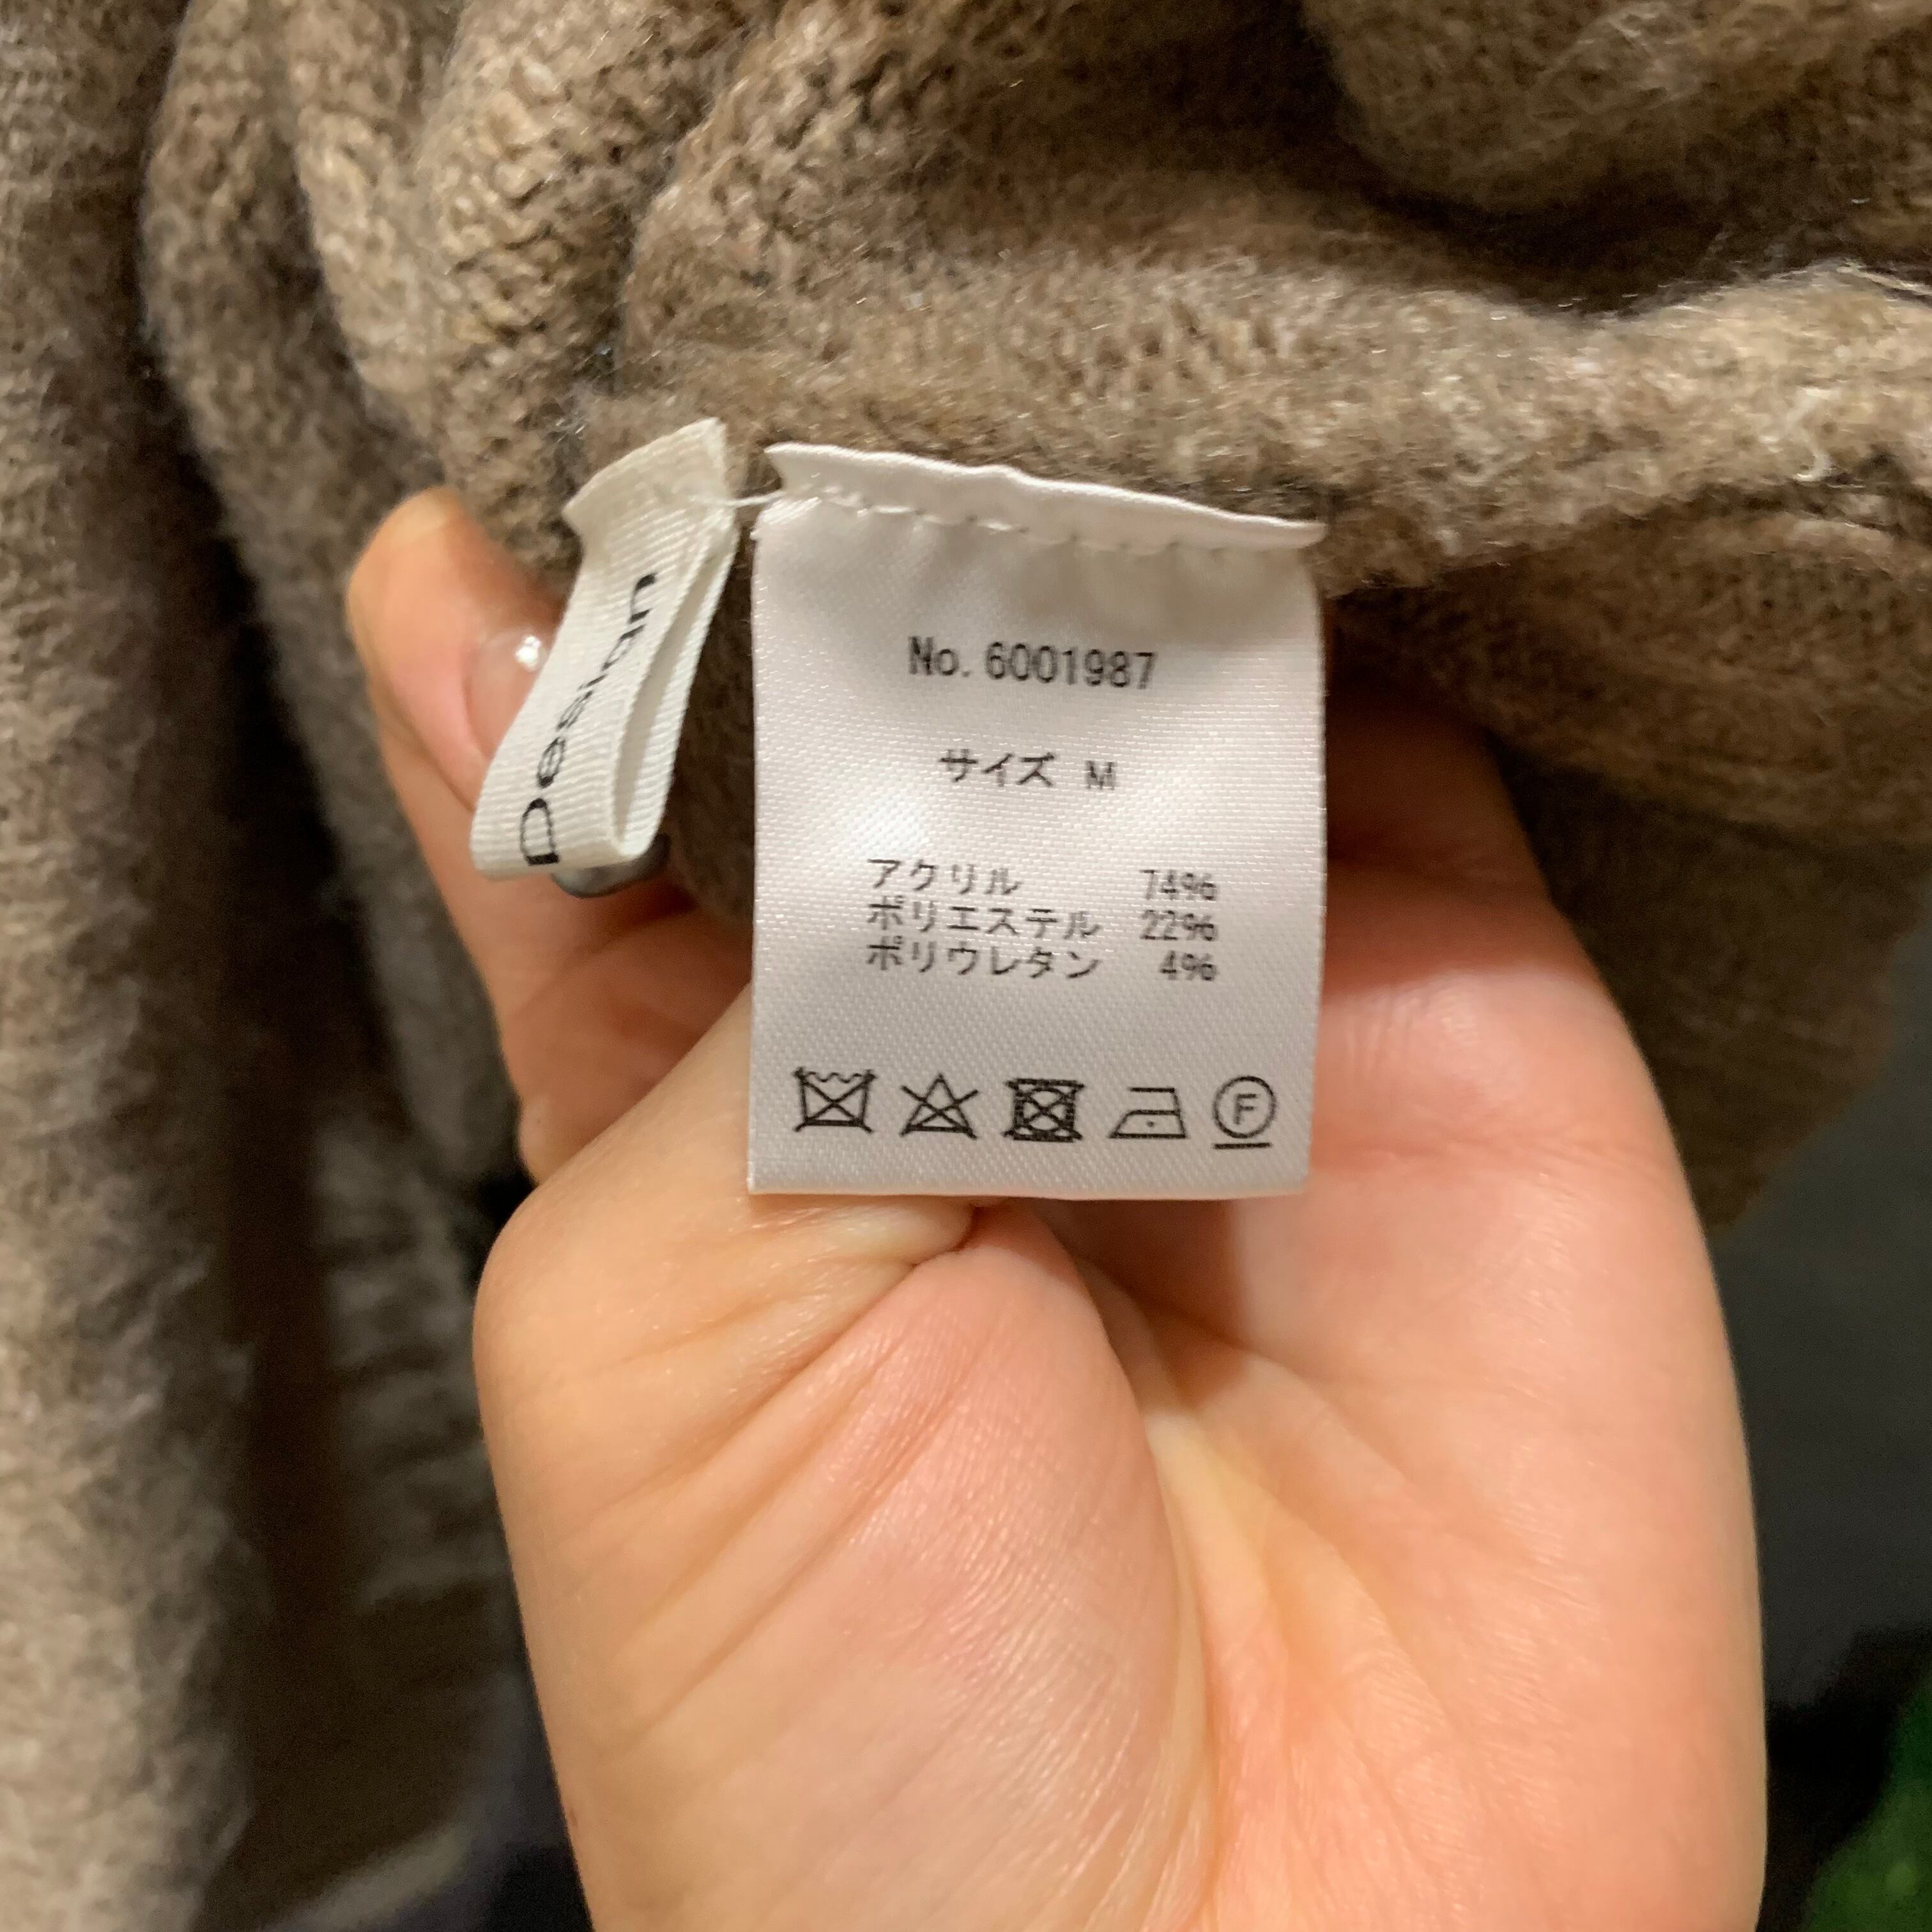 Design
No. 6001987
サイズ M
アクリル 74%
ポリエステル 22%
ポリウレタン 4%
F